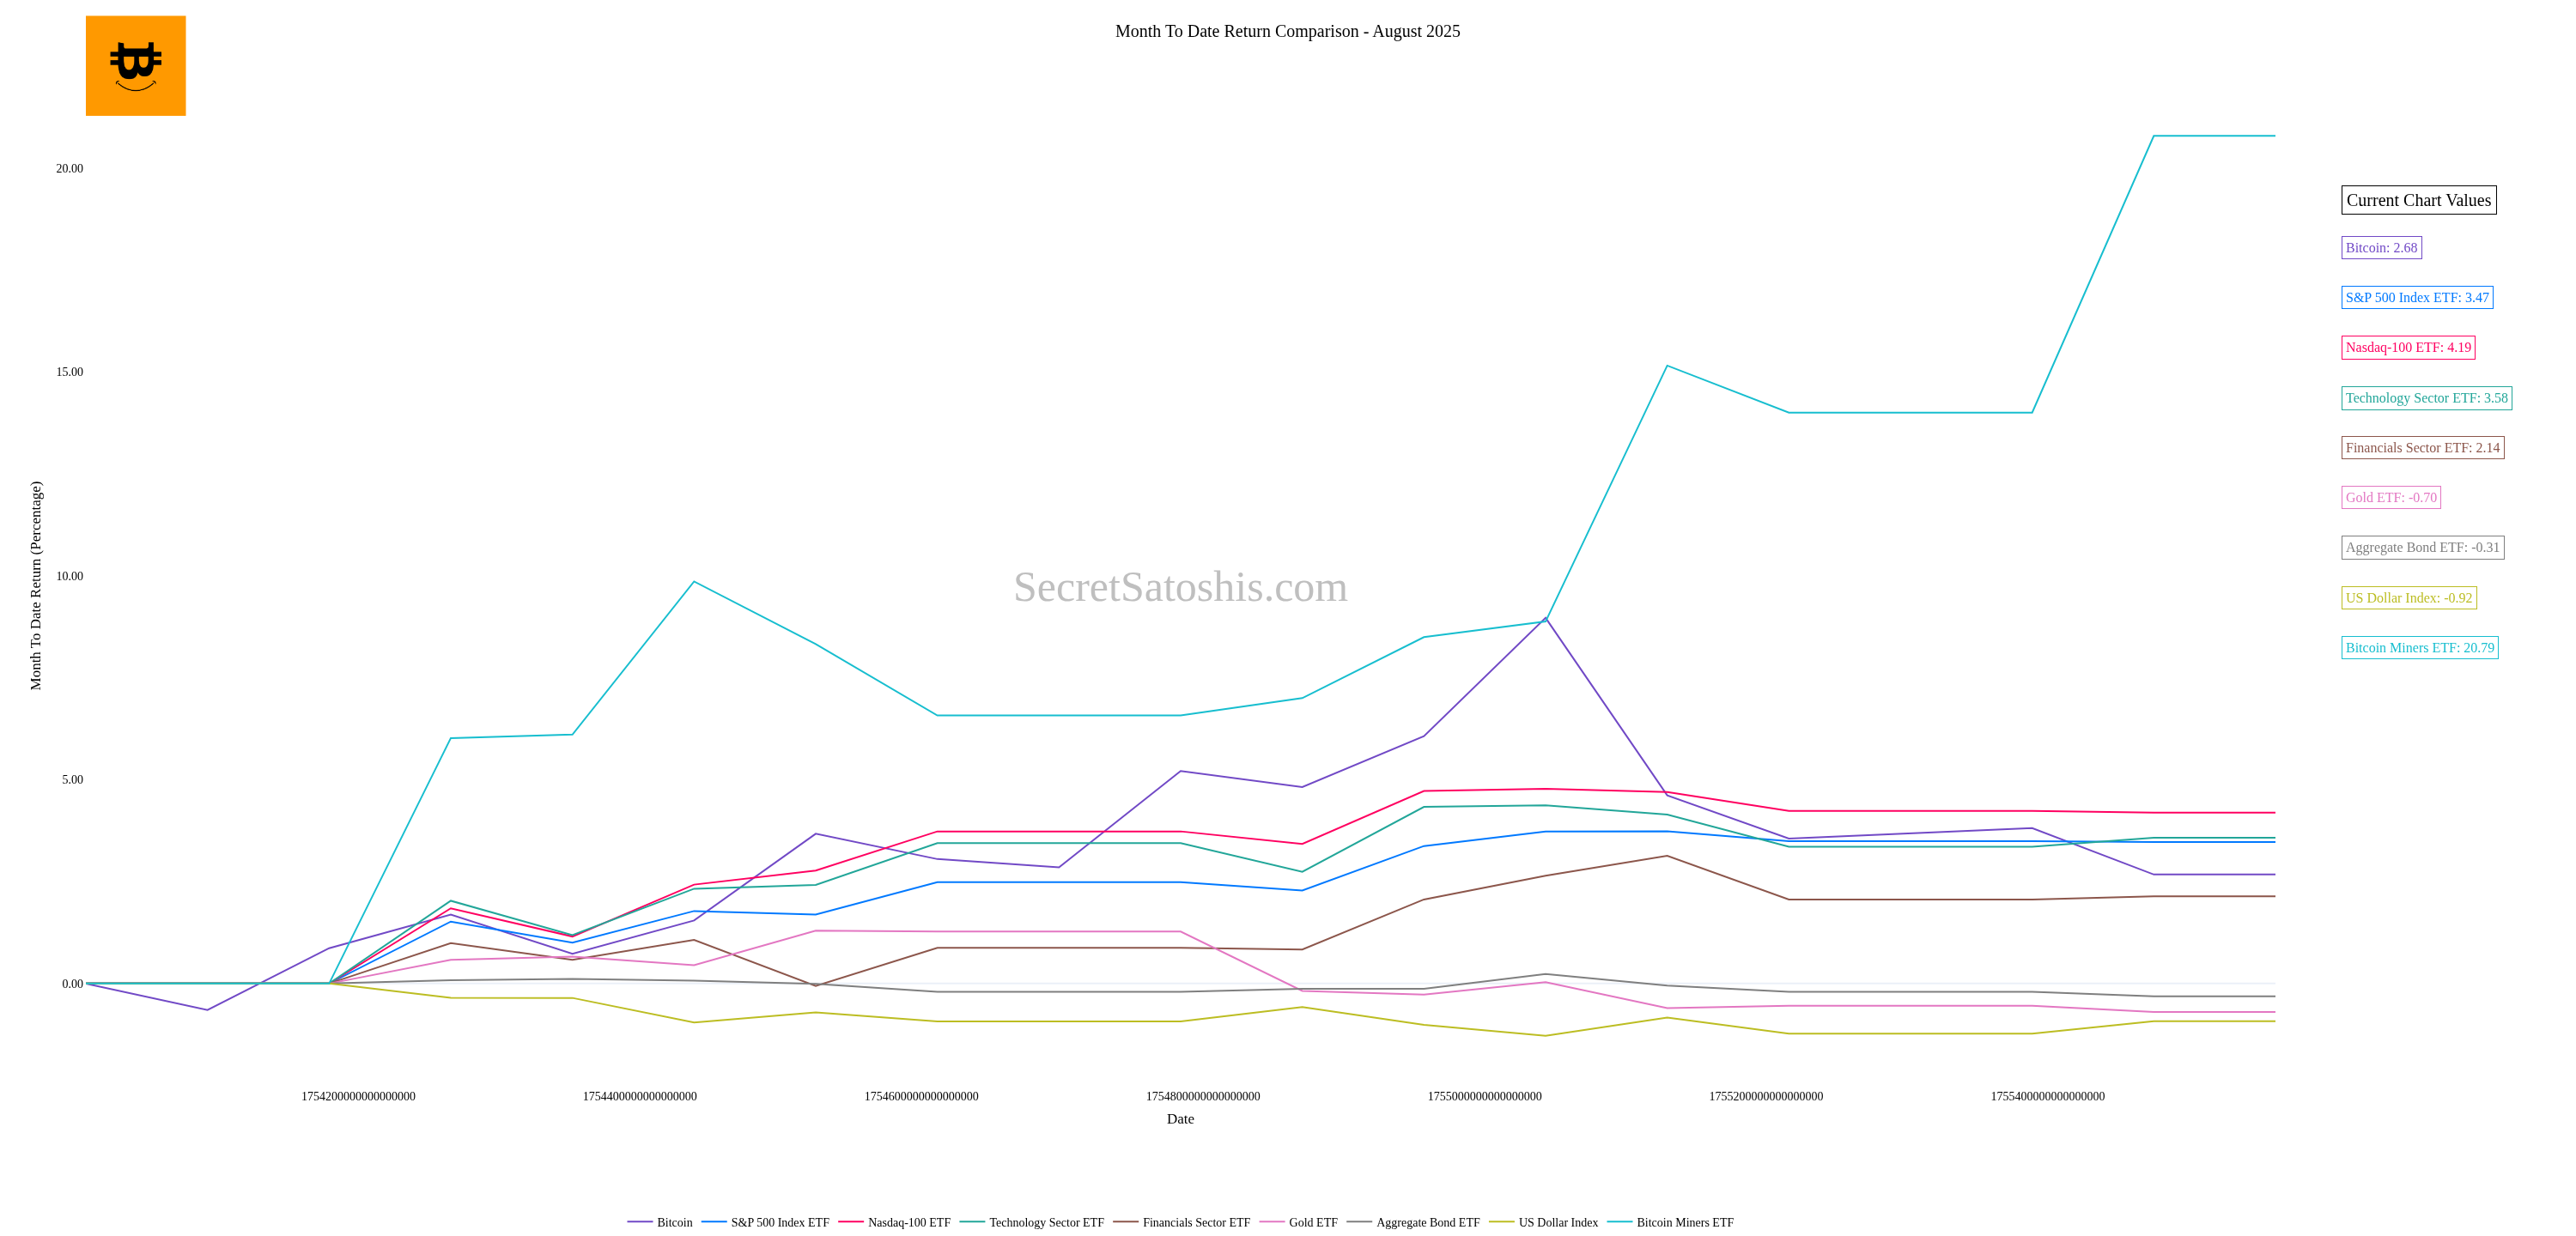 Month To Date Return Comparison - August 2025
20.00
15.00
10.00
5.00
0.00
Month To Date Return (Percentage)
SecretSatoshis.com
Current Chart Values
Bitcoin: 2.68
S&P 500 Index ETF: 3.47
Nasdaq-100 ETF: 4.19
Technology Sector ETF: 3.58
Financials Sector ETF: 2.14
Gold ETF: -0.70
Aggregate Bond ETF: -0.31
US Dollar Index: -0.92
Bitcoin Miners ETF: 20.79
1754200000000000000 1754400000000000000 1754600000000000000 1754800000000000000 1755000000000000000 1755200000000000000 1755400000000000000
Date
Bitcoin S&P 500 Index ETF Nasdaq-100 ETF Technology Sector ETF Financials Sector ETF Gold ETF Aggregate Bond ETF US Dollar Index Bitcoin Miners ETF